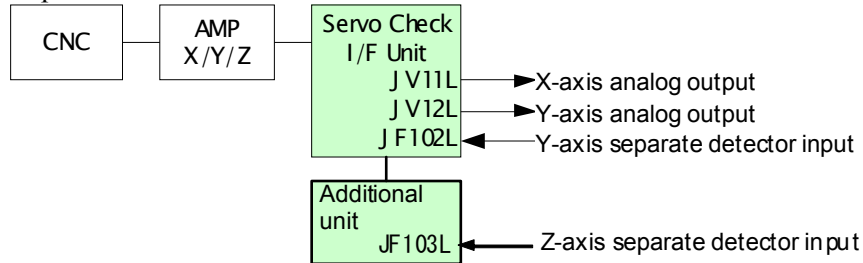 CNC
AMP
X/Y/Z
Servo Check
I/F Unit
JV11L
JV12L
JF102L
X-axis analog output
Y-axis analog output
Y-axis separate detector input
Additional
unit
JF103L
Z-axis separate detector input